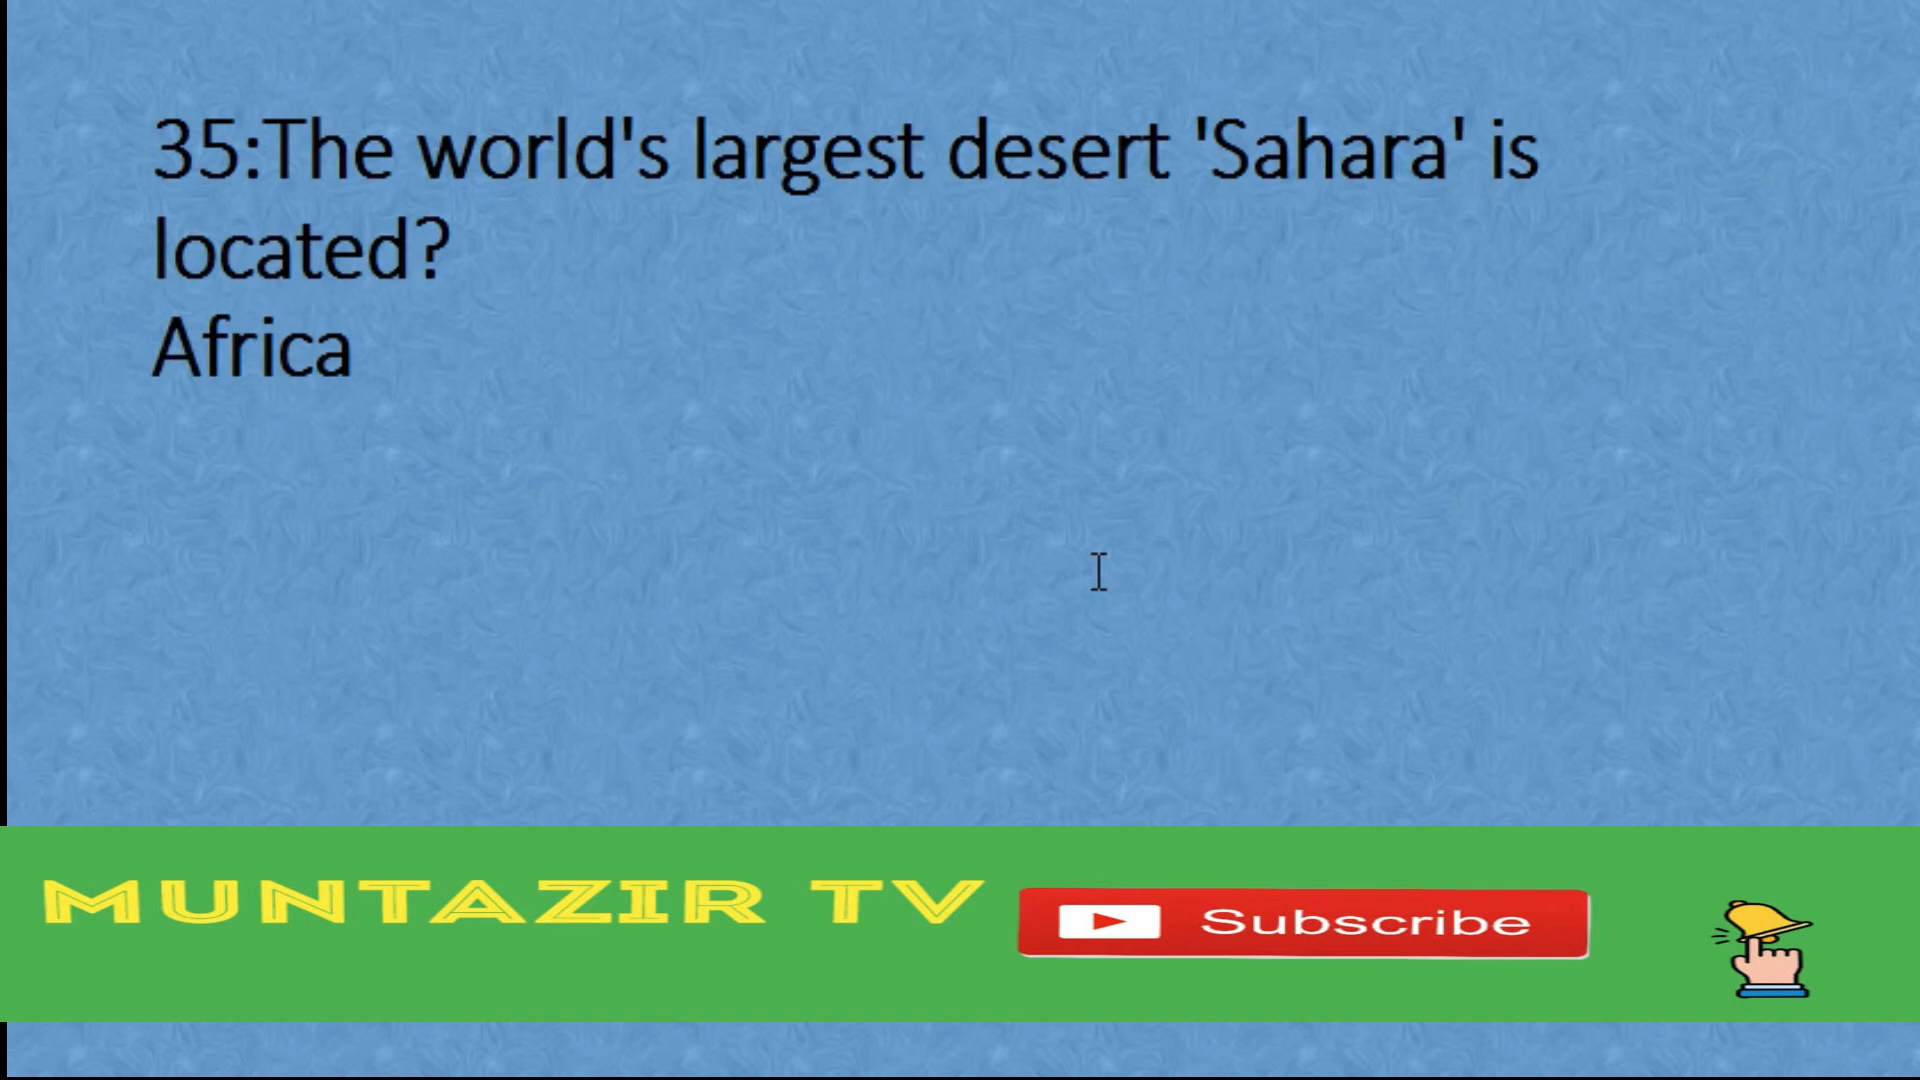 35:The world's largest desert 'Sahara' is
located?
Africa
MUNTAZIR TV
Subscribe